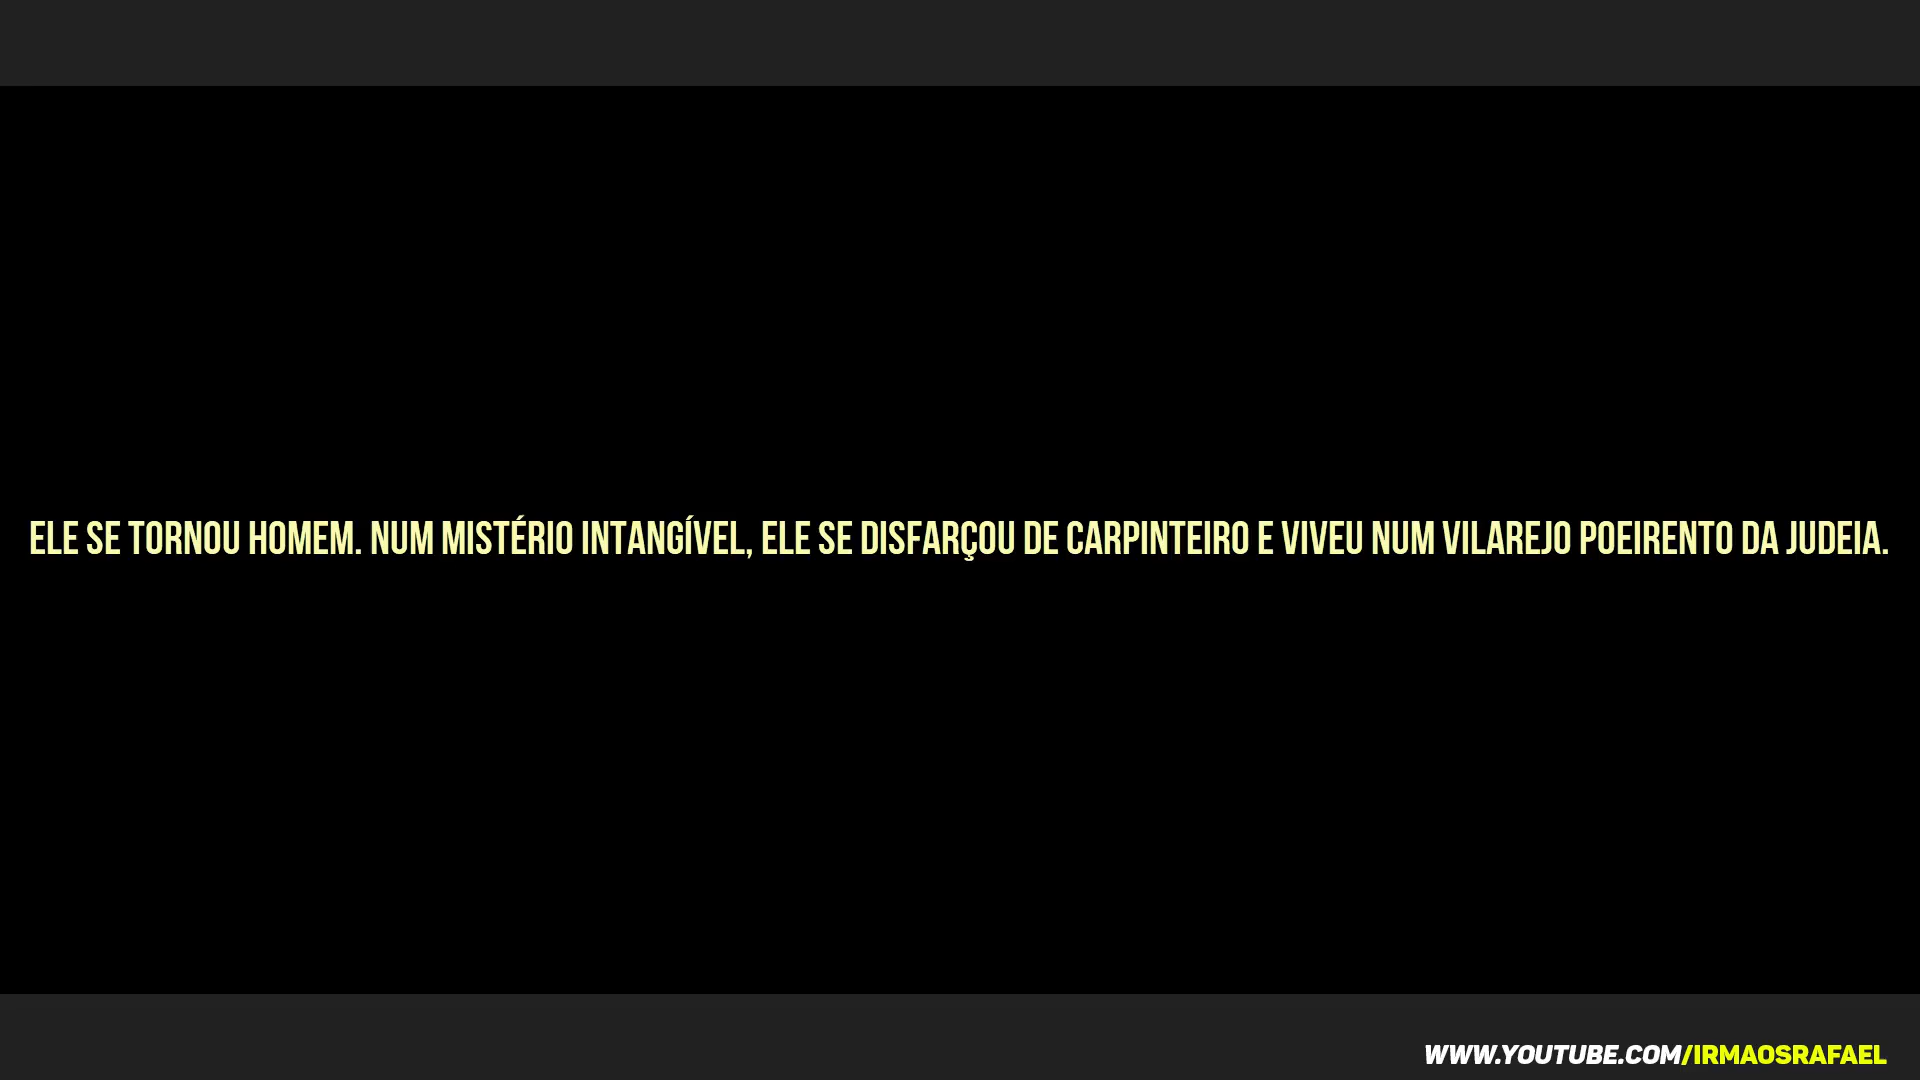 ELE SE TORNOU HOMEM. NUM MISTÉRIO INTANGÍVEL, ELE SE DISFARÇOU DE CARPINTEIRO E VIVEU NUM VILAREJO POEIRENTO DA JUDEIA.
WWW.YOUTUBE.COM/IRMAOSRAFAEL